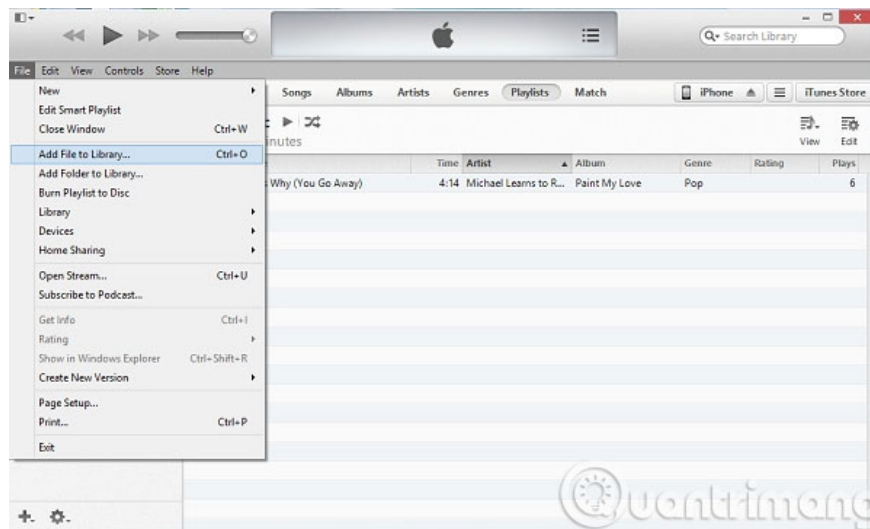 Search Library
File Edit View Controls Store Help
New
Songs Albums Artists Genres Playlists Match iPhone iTunes Store
Edit Smart Playlist
Close Window Ctrl+W
inutes
View Edit
Add File to Library... Ctrl+O
Time Artist Album Genre Rating Plays
Add Folder to Library...
Why (You Go Away) 4:14 Michael Learns to R... Paint My Love Pop 6
Burn Playlist to Disc
Library
Devices
Home Sharing
Open Stream... Ctrl+U
Subscribe to Podcast...
Get Info Ctrl+I
Rating
Show in Windows Explorer Ctrl+Shift+R
Create New Version
Page Setup...
Print... Ctrl+P
Exit
Quantrimang